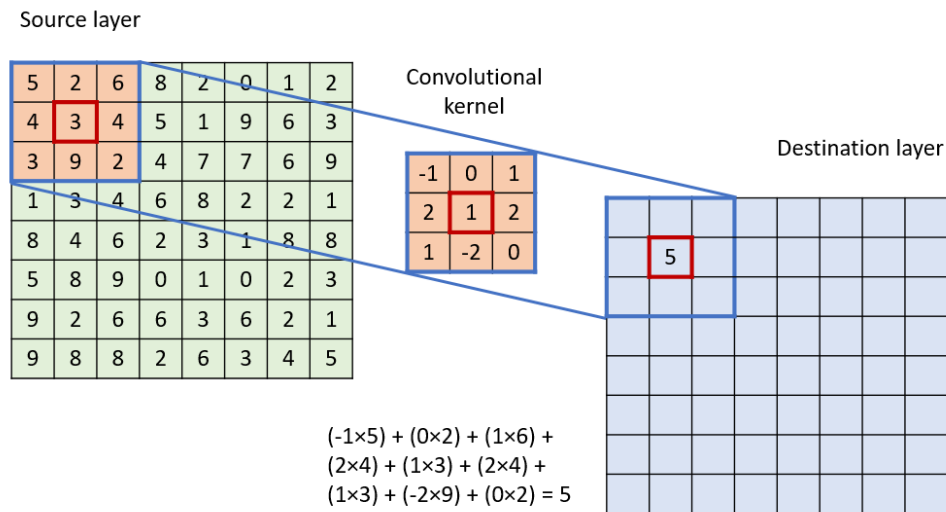 Source layer
5 2 6 8 2 0 1 2
4 3 4 5 1 9 6 3
3 9 2 4 7 7 6 9
1 3 4 6 8 2 2 1
8 4 6 2 3 1 8 8
5 8 9 0 1 0 2 3
9 2 6 6 3 6 2 1
9 8 8 2 6 3 4 5
Convolutional
kernel
-1 0 1
2 1 2
1 -2 0
Destination layer
5
(-1×5) + (0×2) + (1×6) +
(2×4) + (1×3) + (2×4) +
(1×3) + (-2×9) + (0×2) = 5